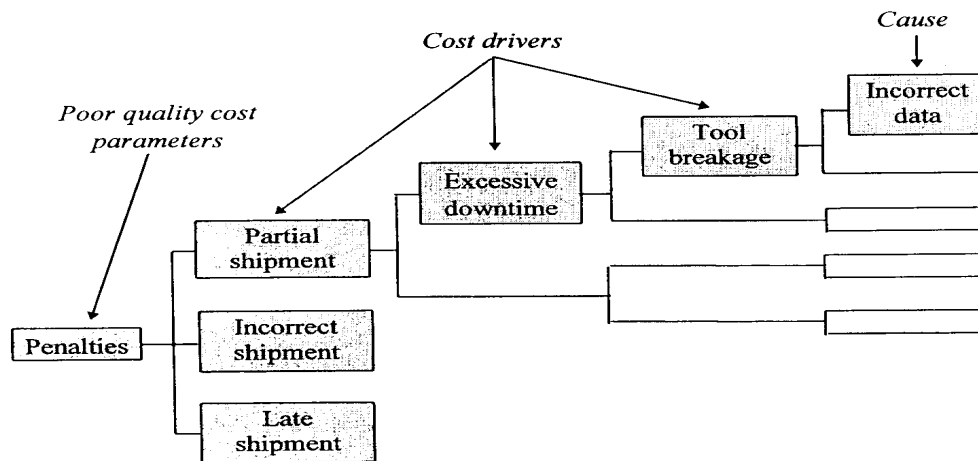 Cause
Cost drivers
Incorrect
data
Poor quality cost
parameters
Tool
breakage
Excessive
downtime
Partial
shipment
Incorrect
shipment
Penalties
Late
shipment